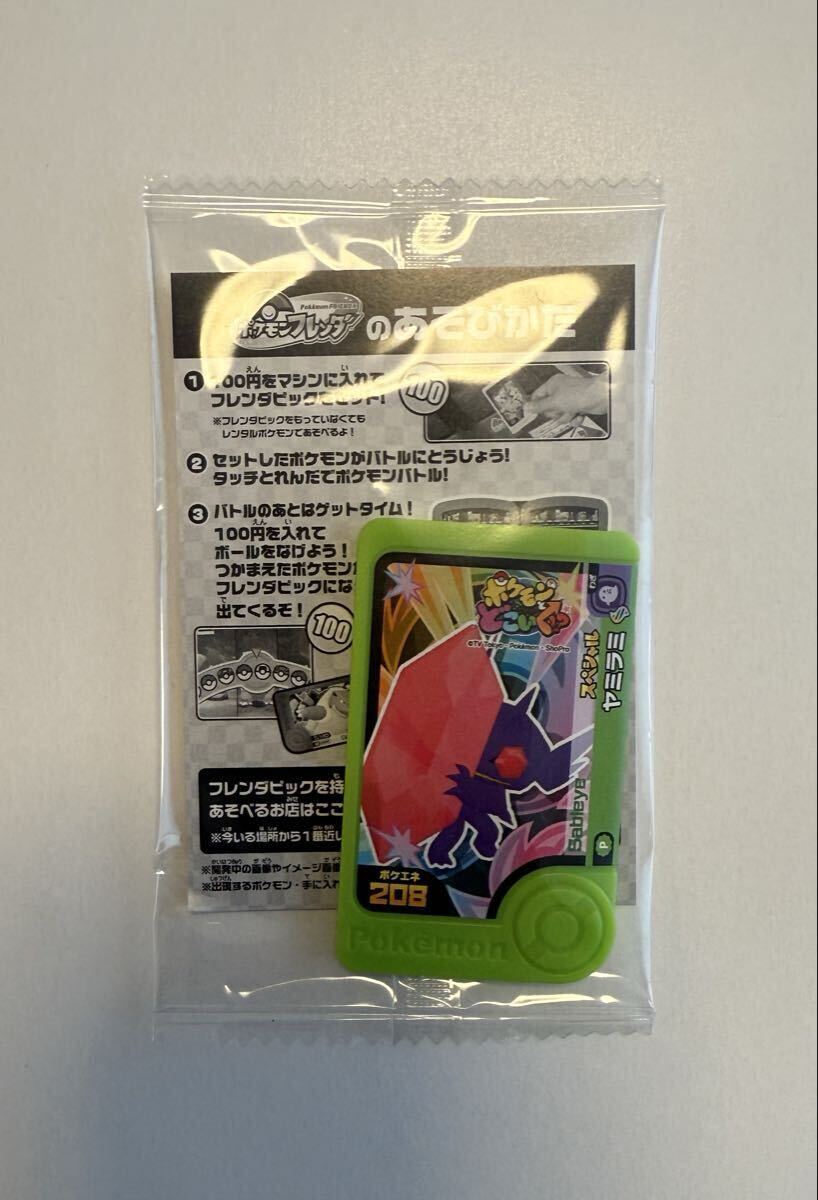 ポケモンフレンダ のあそびかた
1 100円をマシンに入れて
フレンダピックをセット!
100
※フレンダピックをもっていなくても
レンタルポケモンであそべるよ!
2 セットしたポケモンがバトルにとうじょう!
タッチとれんだでポケモンバトル!
3 バトルのあとはゲットタイム!
100円を入れて
ボールをなげよう!
つかまえたポケモン
フレンダピックにな
出てくるぞ!
100
フレンダピックを持
あそべるお店はここ
※今いる場所から1番近い
※開発中の画像やイメージ画像
※出現するポケモン・手に入れ
ポケモンとどこいく!?
©TV Tokyo・Pokémon・ShoPro
わざ
スペシャル
ヤミラミ
Sableye
P
ポケエネ
208
Pokémon